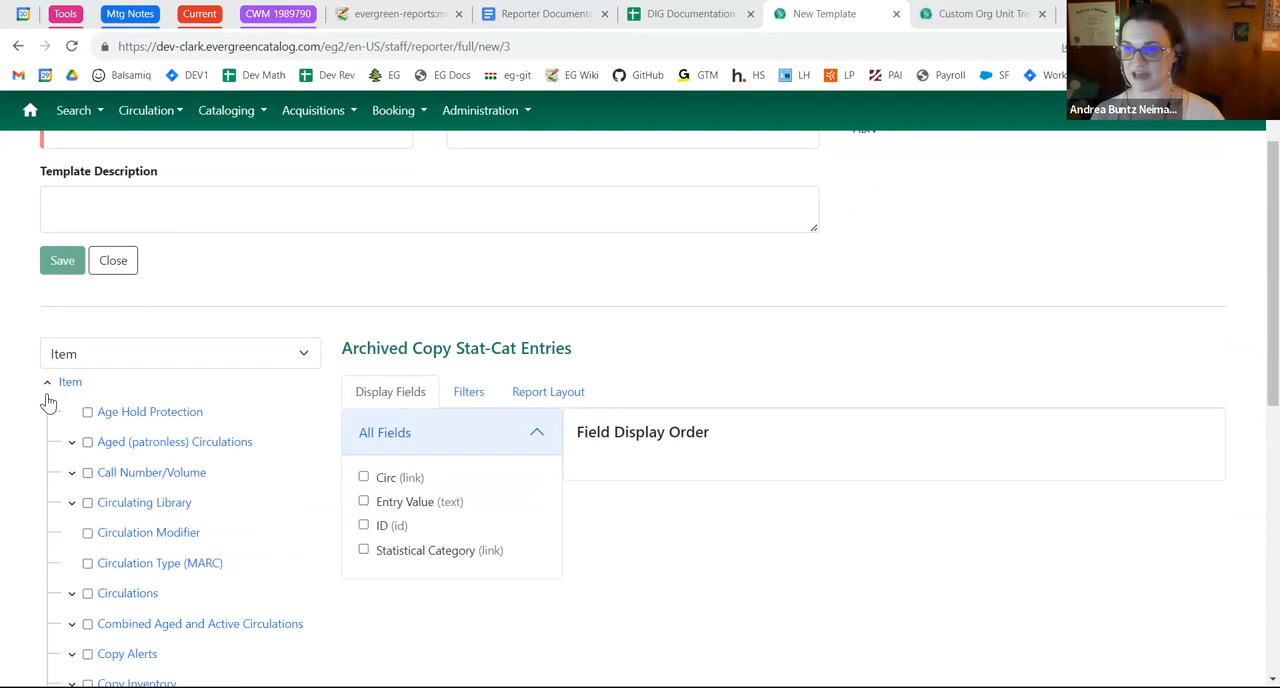 Tools Mtg Notes Current CWM 1989790 evergreen-reports:m Reporter Documenta DIG Documentation New Template Custom Org Unit Tre
https://dev-clark.evergreencatalog.com/eg2/en-US/staff/reporter/full/new/3
Balsamiq DEV1 Dev Math Dev Rev EG EG Docs eg-git EG Wiki GitHub GTM HS LH LP PAI Payroll SF Work
Andrea Buntz Neima...
Search Circulation Cataloging Acquisitions Booking Administration
Template Description
Save Close
Item
Archived Copy Stat-Cat Entries
Item
Display Fields Filters Report Layout
Age Hold Protection
All Fields
Field Display Order
Aged (patronless) Circulations
Call Number/Volume
Circ (link)
Circulating Library
Entry Value (text)
Circulation Modifier
ID (id)
Statistical Category (link)
Circulation Type (MARC)
Circulations
Combined Aged and Active Circulations
Copy Alerts
Copy Inventory